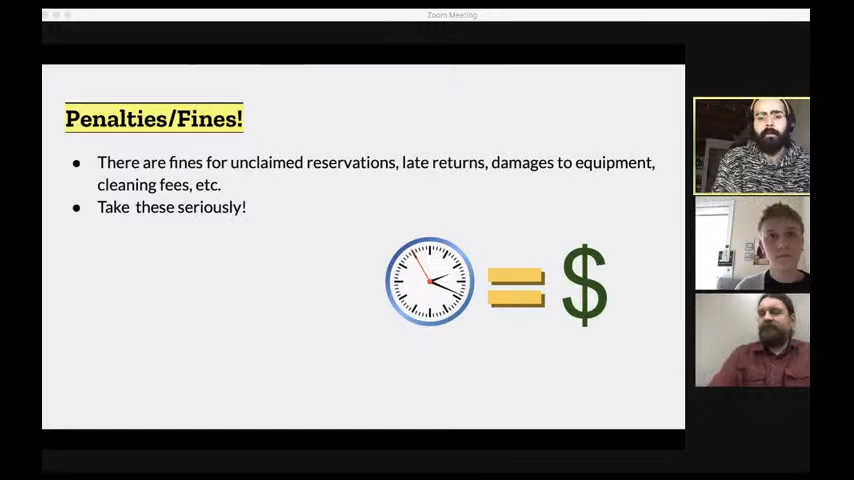 Zoom Meeting
Penalties/Fines!
● There are fines for unclaimed reservations, late returns, damages to equipment,
cleaning fees, etc.
● Take these seriously!
$